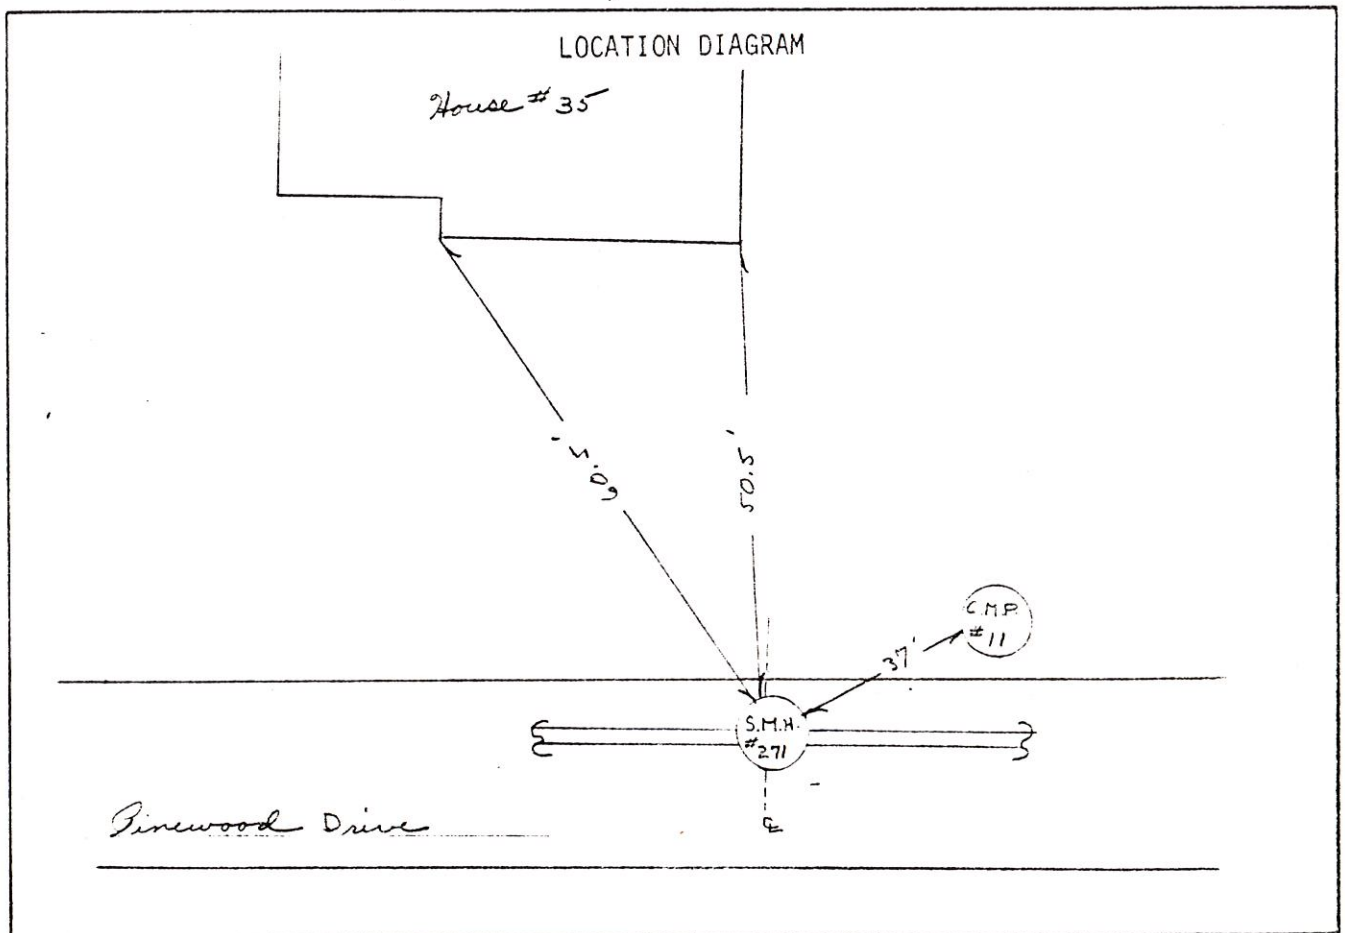 LOCATION DIAGRAM
House # 35
60.5'
50.5'
C.M.P.
# 11
37'
S.M.H.
# 271
Pinewood Drive
℄